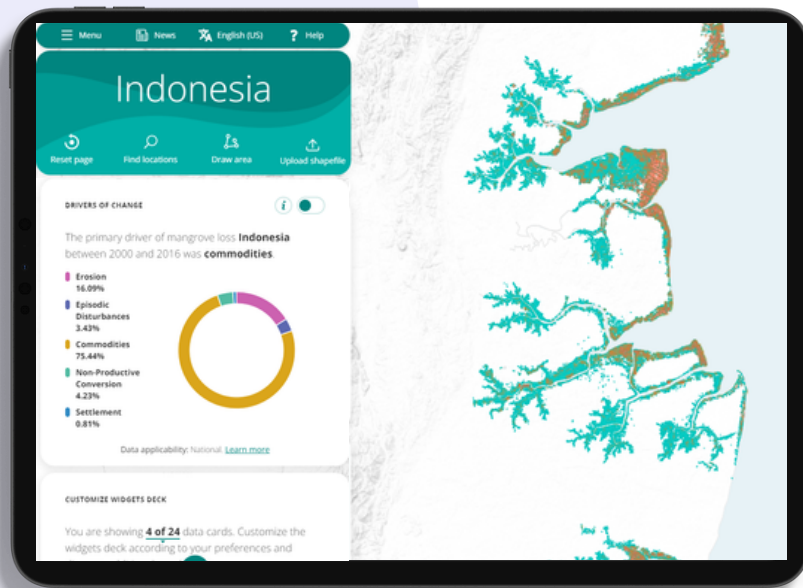 Menu News English (US) ? Help
Indonesia
Reset page Find locations Draw area Upload shapefile
DRIVERS OF CHANGE i
The primary driver of mangrove loss Indonesia
between 2000 and 2016 was commodities.
Erosion
16.09%
Episodic
Disturbances
3.43%
Commodities
75.44%
Non-Productive
Conversion
4.23%
Settlement
0.81%
Data applicability: National. Learn more
CUSTOMIZE WIDGETS DECK
You are showing 4 of 24 data cards. Customize the
widgets deck according to your preferences and